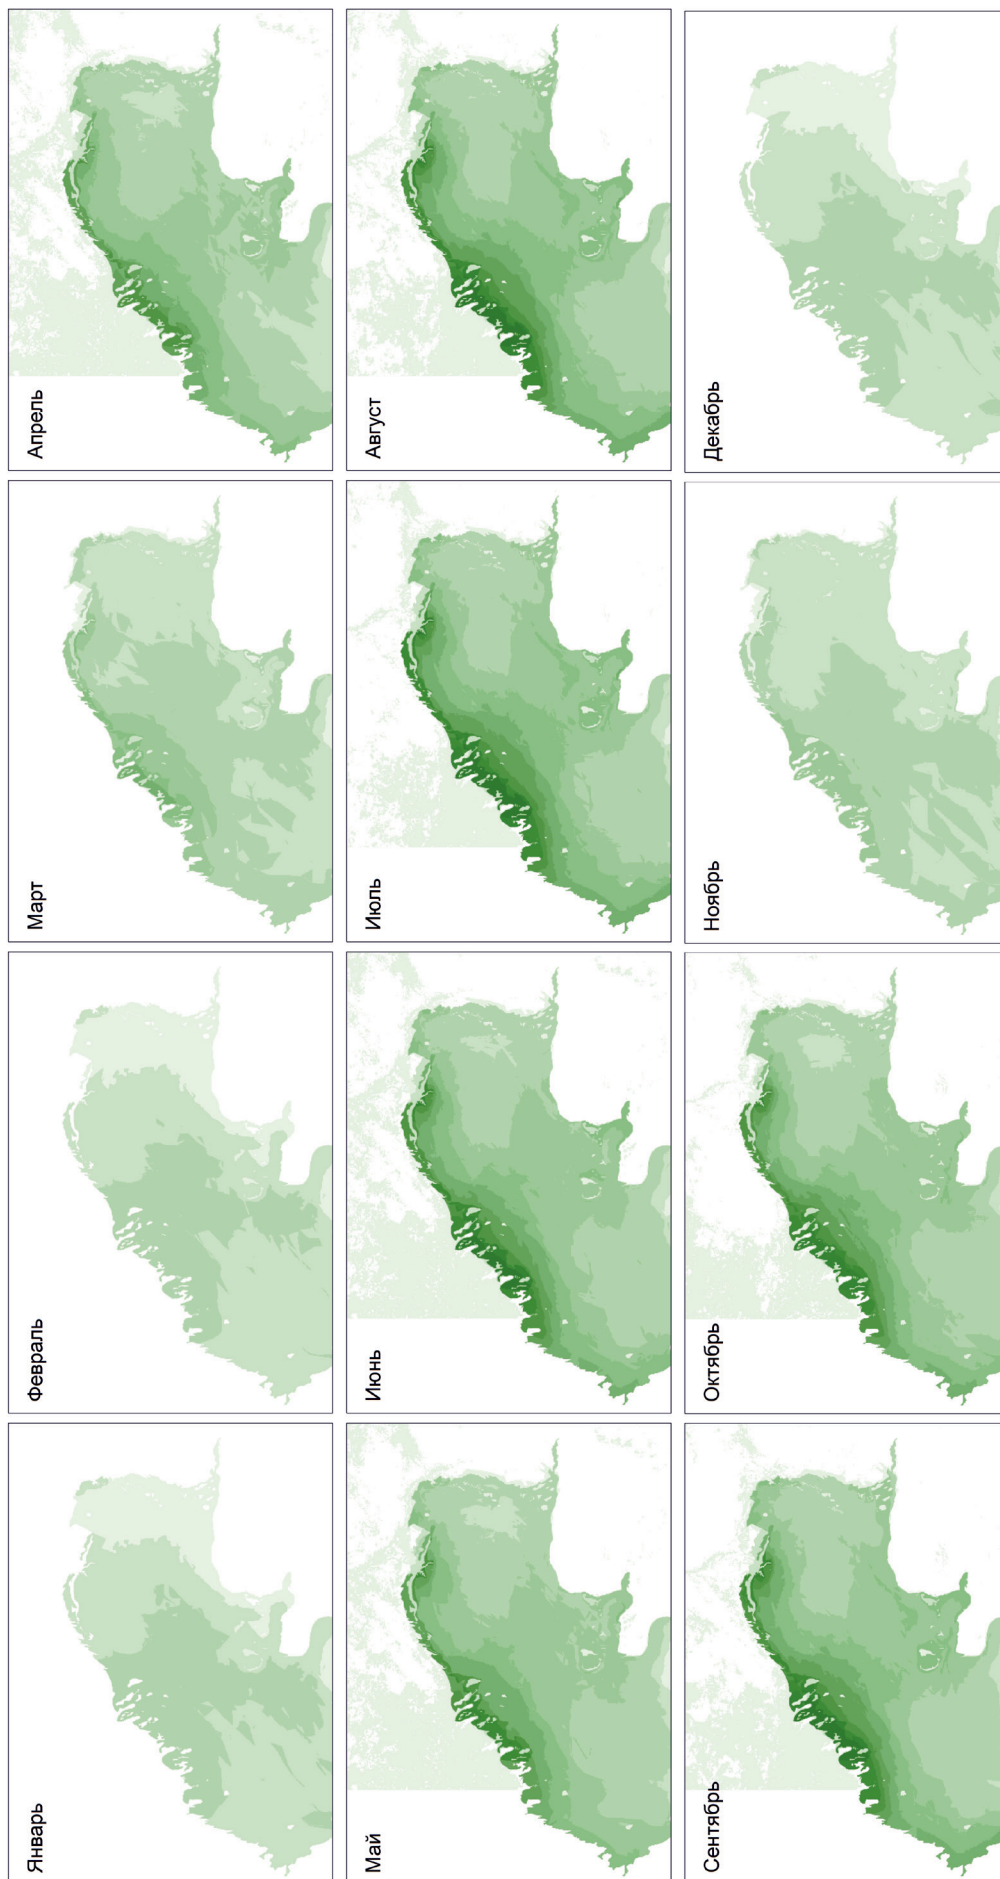 Январь
Февраль
Март
Апрель
Май
Июнь
Июль
Август
Сентябрь
Октябрь
Ноябрь
Декабрь